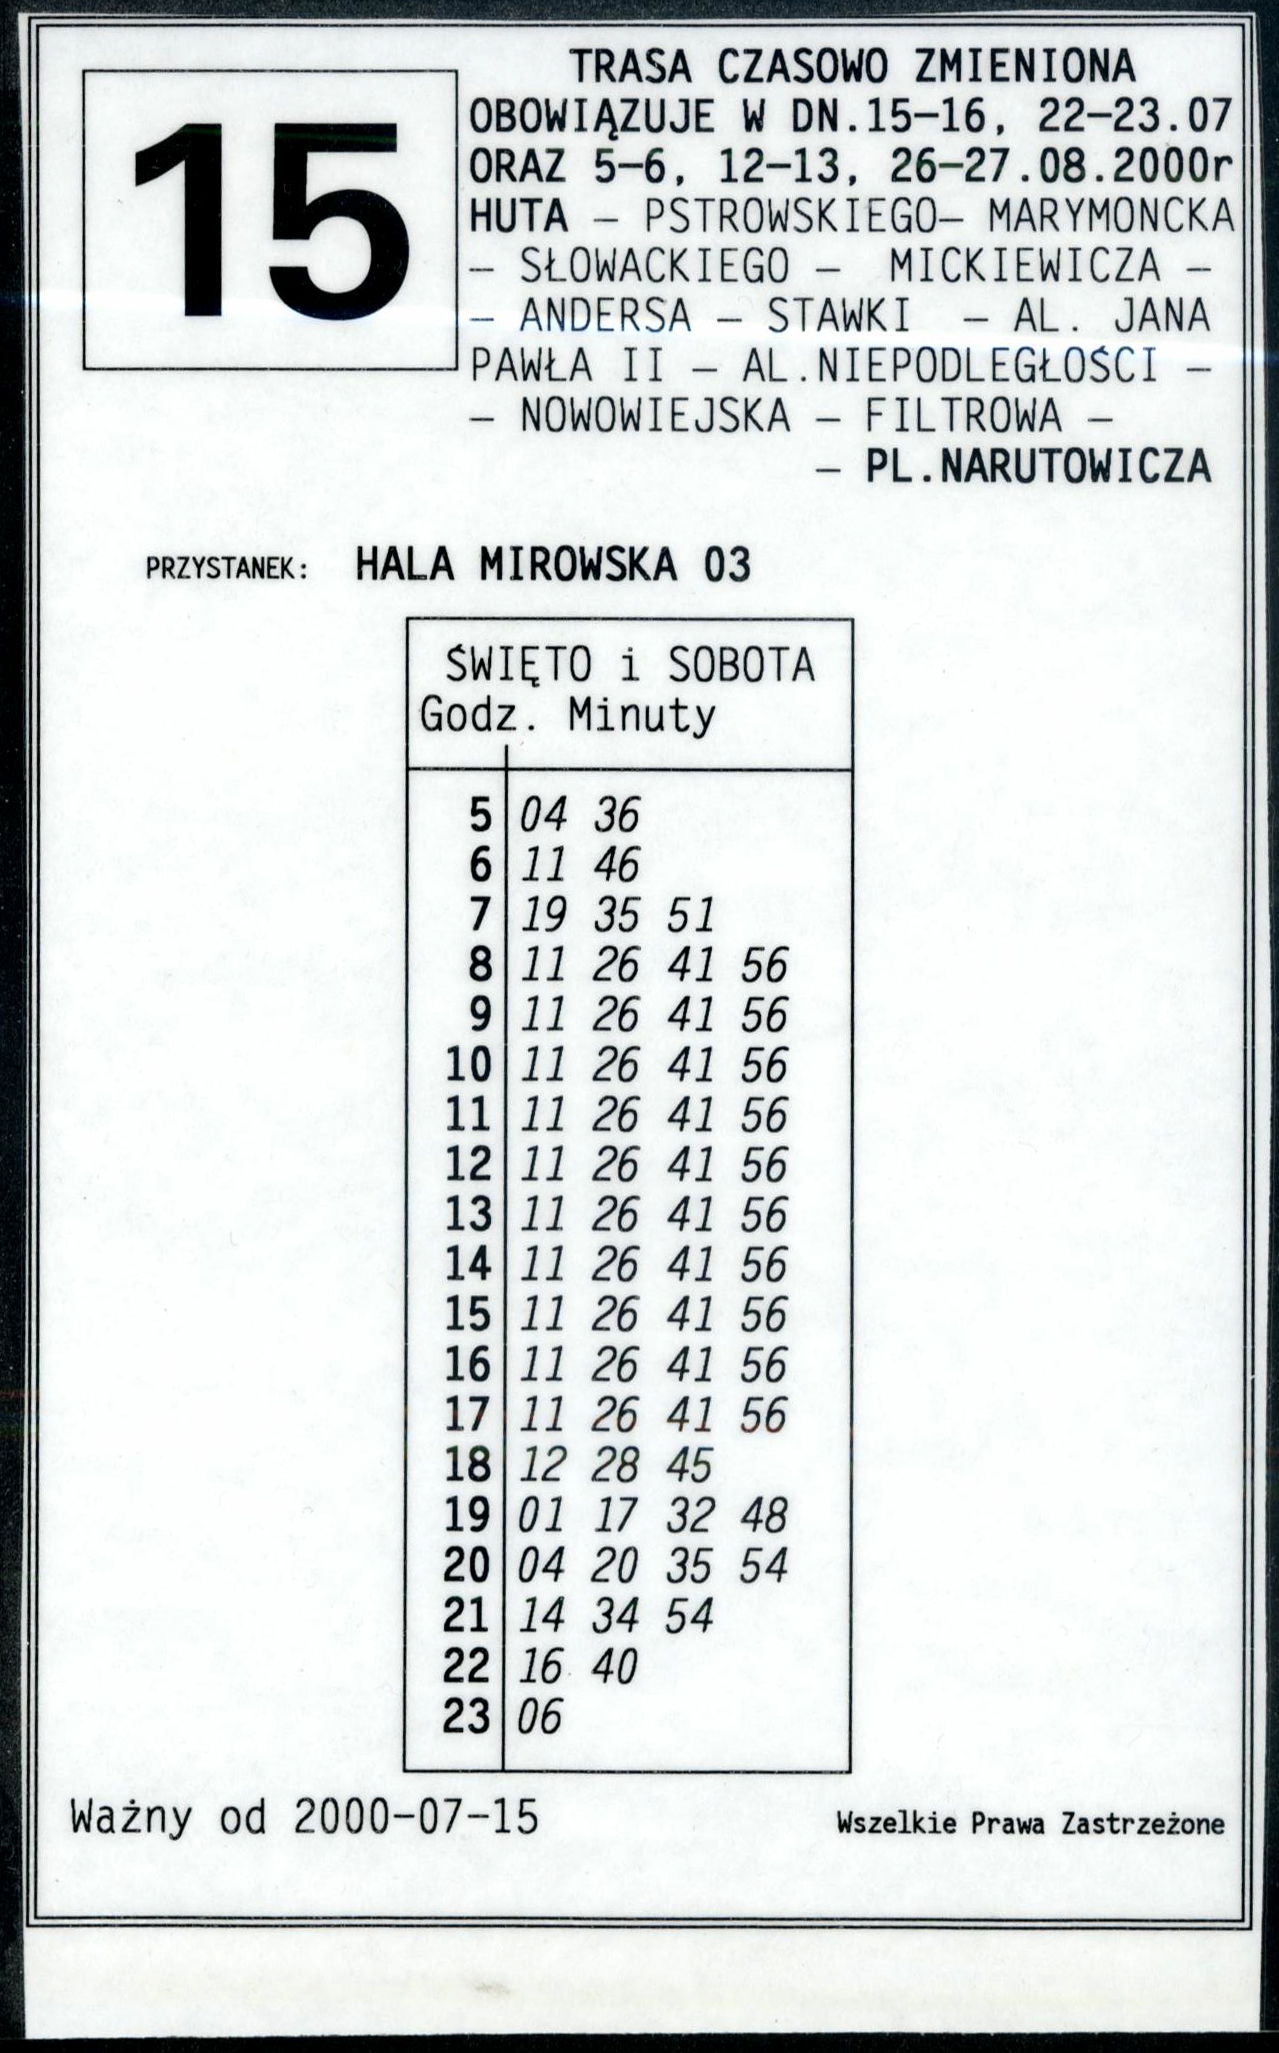 15
TRASA CZASOWO ZMIENIONA
OBOWIĄZUJE W DN.15–16, 22–23.07
ORAZ 5–6, 12–13, 26–27.08.2000r
HUTA – PSTROWSKIEGO– MARYMONCKA
– SŁOWACKIEGO – MICKIEWICZA –
– ANDERSA – STAWKI – AL. JANA
PAWŁA II – AL.NIEPODLEGŁOŚCI –
– NOWOWIEJSKA – FILTROWA –
– PL.NARUTOWICZA
PRZYSTANEK: HALA MIROWSKA 03
ŚWIĘTO i SOBOTA
Godz. Minuty
5 04 36
6 11 46
7 19 35 51
8 11 26 41 56
9 11 26 41 56
10 11 26 41 56
11 11 26 41 56
12 11 26 41 56
13 11 26 41 56
14 11 26 41 56
15 11 26 41 56
16 11 26 41 56
17 11 26 41 56
18 12 28 45
19 01 17 32 48
20 04 20 35 54
21 14 34 54
22 16 40
23 06
Ważny od 2000–07–15
Wszelkie Prawa Zastrzeżone